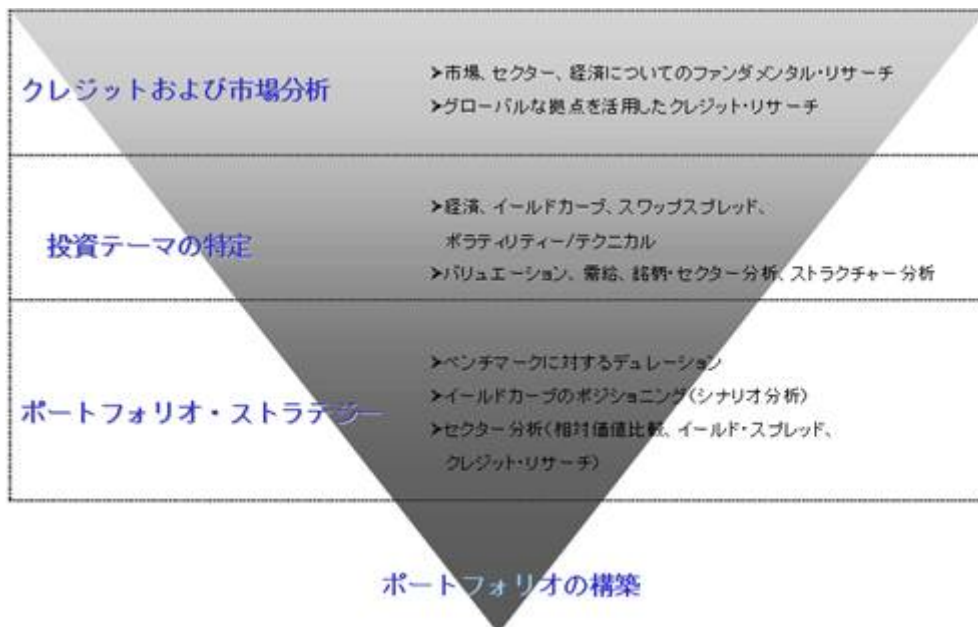 クレジットおよび市場分析
➢市場、セクター、経済についてのファンダメンタル・リサーチ
➢グローバルな拠点を活用したクレジット・リサーチ
投資テーマの特定
➢経済、イールドカーブ、スワップスプレッド、
ボラティリティー/テクニカル
➢バリュエーション、需給、銘柄・セクター分析、ストラクチャー分析
ポートフォリオ・ストラテジー
➢ベンチマークに対するデュレーション
➢イールドカーブのポジショニング(シナリオ分析)
➢セクター分析(相対価値比較、イールド・スプレッド、
クレジット・リサーチ)
ポートフォリオの構築